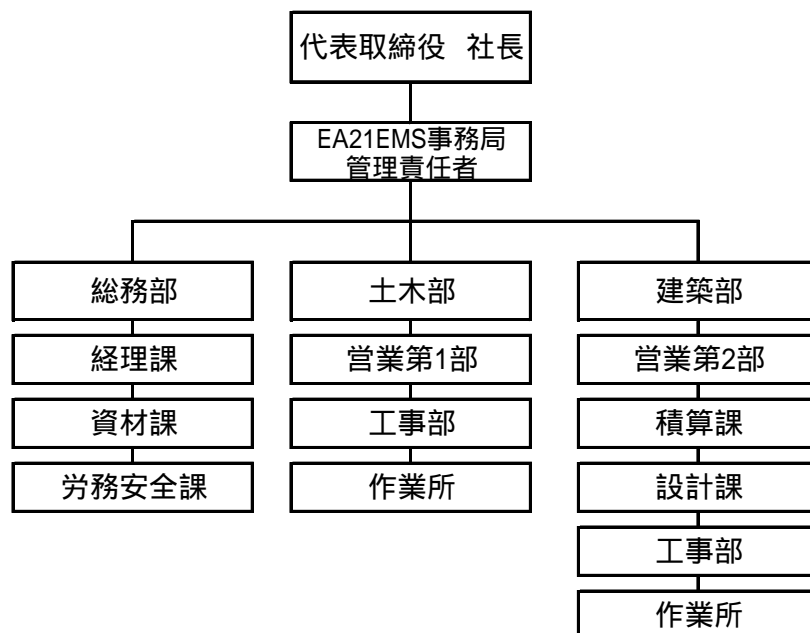 代表取締役 社長
EA21EMS事務局
管理責任者
総務部
経理課
資材課
労務安全課
土木部
営業第1部
工事部
作業所
建築部
営業第2部
積算課
設計課
工事部
作業所